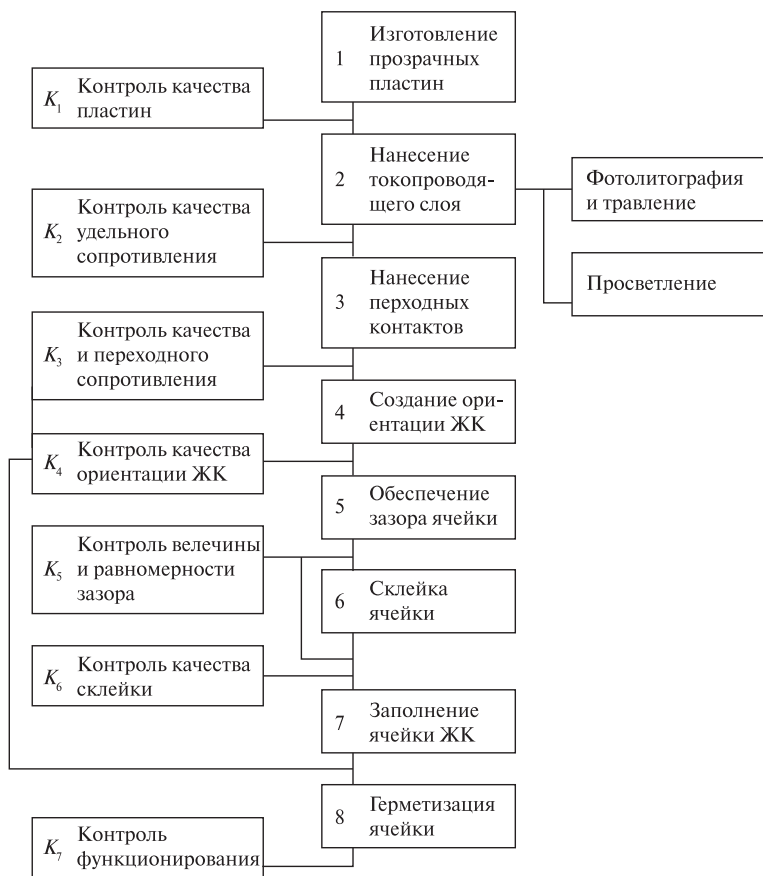 1 Изготовление
прозрачных
пластин
K1 Контроль качества
пластин
2 Нанесение
токопроводя-
щего слоя
Фотолитография
и травление
K2 Контроль качества
удельного
сопротивления
Просветление
3 Нанесение
перходных
контактов
K3 Контроль качества
и переходного
сопротивления
4 Создание ори-
ентации ЖК
K4 Контроль качества
ориентации ЖК
5 Обеспечение
зазора ячейки
K5 Контроль велечины
и равномерности
зазора
6 Склейка
ячейки
K6 Контроль качества
склейки
7 Заполнение
ячейки ЖК
8 Герметизация
ячейки
K7 Контроль
функционирования